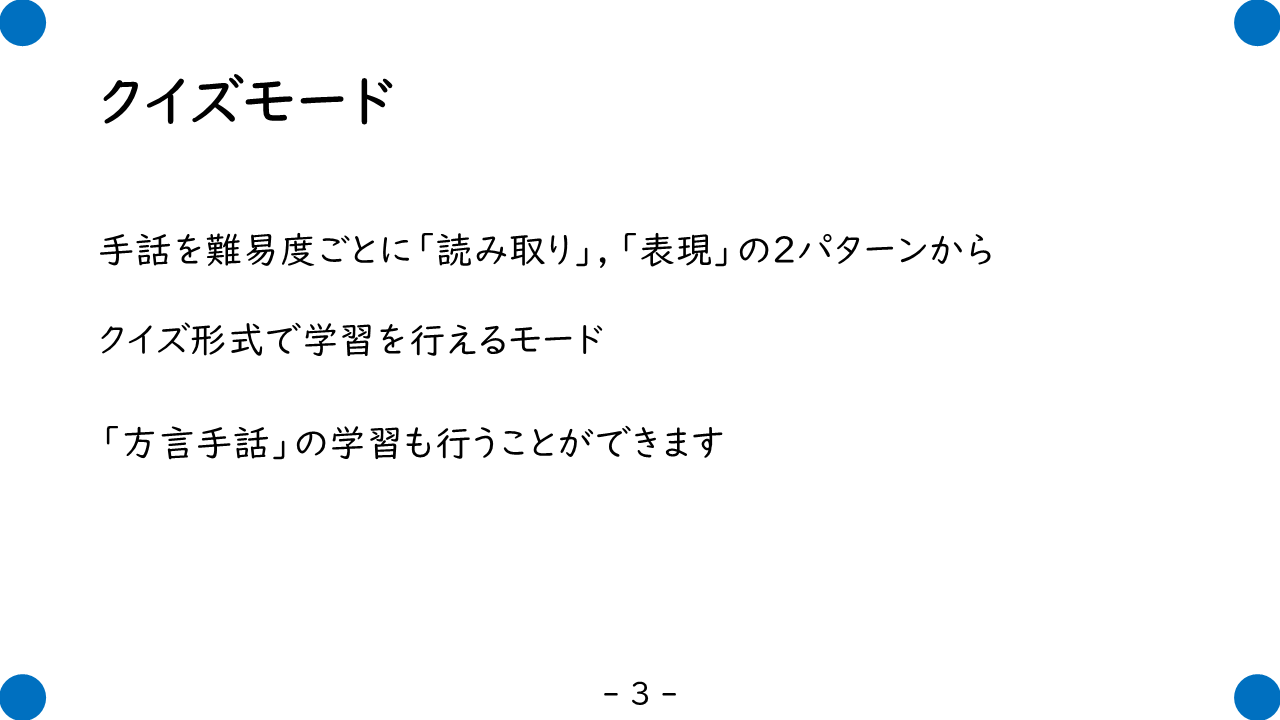 クイズモード
手話を難易度ごとに「読み取り」,「表現」の2パターンから
クイズ形式で学習を行えるモード
「方言手話」の学習も行うことができます
- 3 -